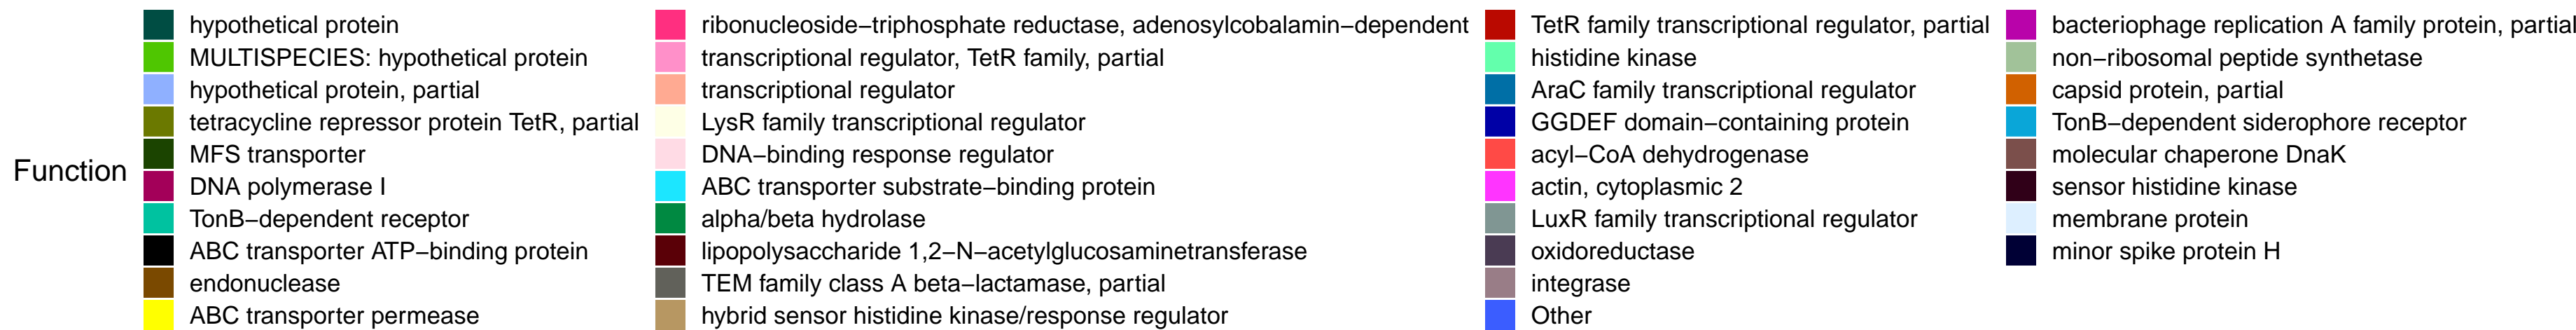 Function
hypothetical protein
MULTISPECIES: hypothetical protein
hypothetical protein, partial
tetracycline repressor protein TetR, partial
MFS transporter
DNA polymerase I
TonB−dependent receptor
ABC transporter ATP−binding protein
endonuclease
ABC transporter permease
ribonucleoside−triphosphate reductase, adenosylcobalamin−dependent
transcriptional regulator, TetR family, partial
transcriptional regulator
LysR family transcriptional regulator
DNA−binding response regulator
ABC transporter substrate−binding protein
alpha/beta hydrolase
lipopolysaccharide 1,2−N−acetylglucosaminetransferase
TEM family class A beta−lactamase, partial
hybrid sensor histidine kinase/response regulator
TetR family transcriptional regulator, partial
histidine kinase
AraC family transcriptional regulator
GGDEF domain−containing protein
acyl−CoA dehydrogenase
actin, cytoplasmic 2
LuxR family transcriptional regulator
oxidoreductase
integrase
Other
bacteriophage replication A family protein, partial
non−ribosomal peptide synthetase
capsid protein, partial
TonB−dependent siderophore receptor
molecular chaperone DnaK
sensor histidine kinase
membrane protein
minor spike protein H